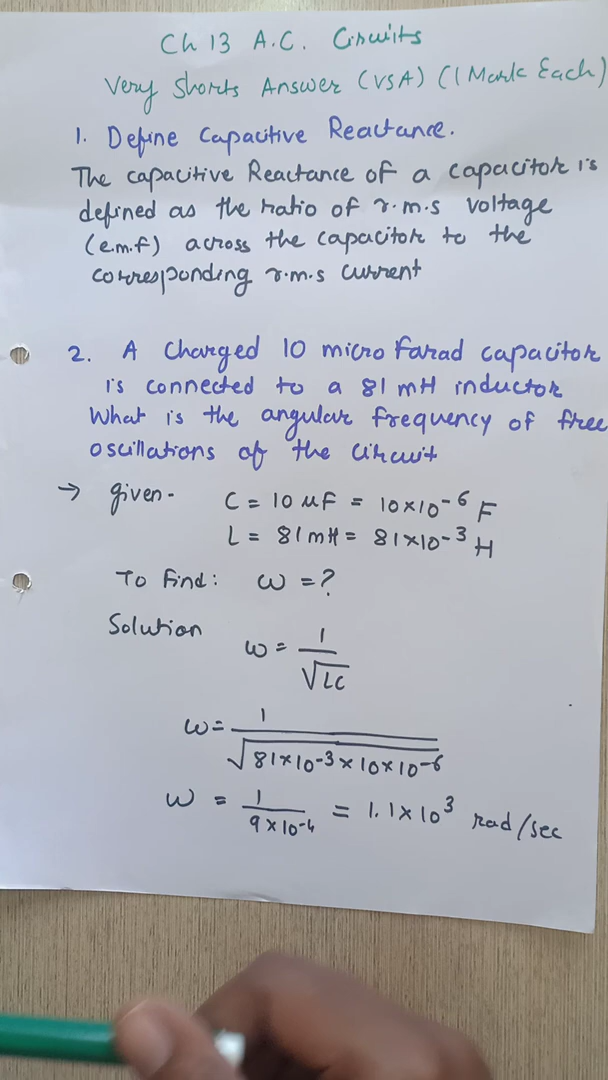 Ch 13 A.C. Circuits
Very Shorts Answer (VSA) (1 Mark Each)
1. Define Capacitive Reactance.
The capacitive Reactance of a capacitor is
defined as the ratio of r.m.s voltage
(e.m.f) across the capacitor to the
corresponding r.m.s current
2. A Charged 10 micro farad capacitor
is connected to a 81 mH inductor
What is the angular frequency of free
oscillations of the circuit
→ given- C = 10 μF = 10×10-⁶ F
L = 81mH = 81×10-³ H
To find: ω = ?
Solution
ω = 1/√LC
ω = 1/√81×10-³×10×10-⁶
ω = 1/9×10-⁴ = 1.1×10³ rad/sec